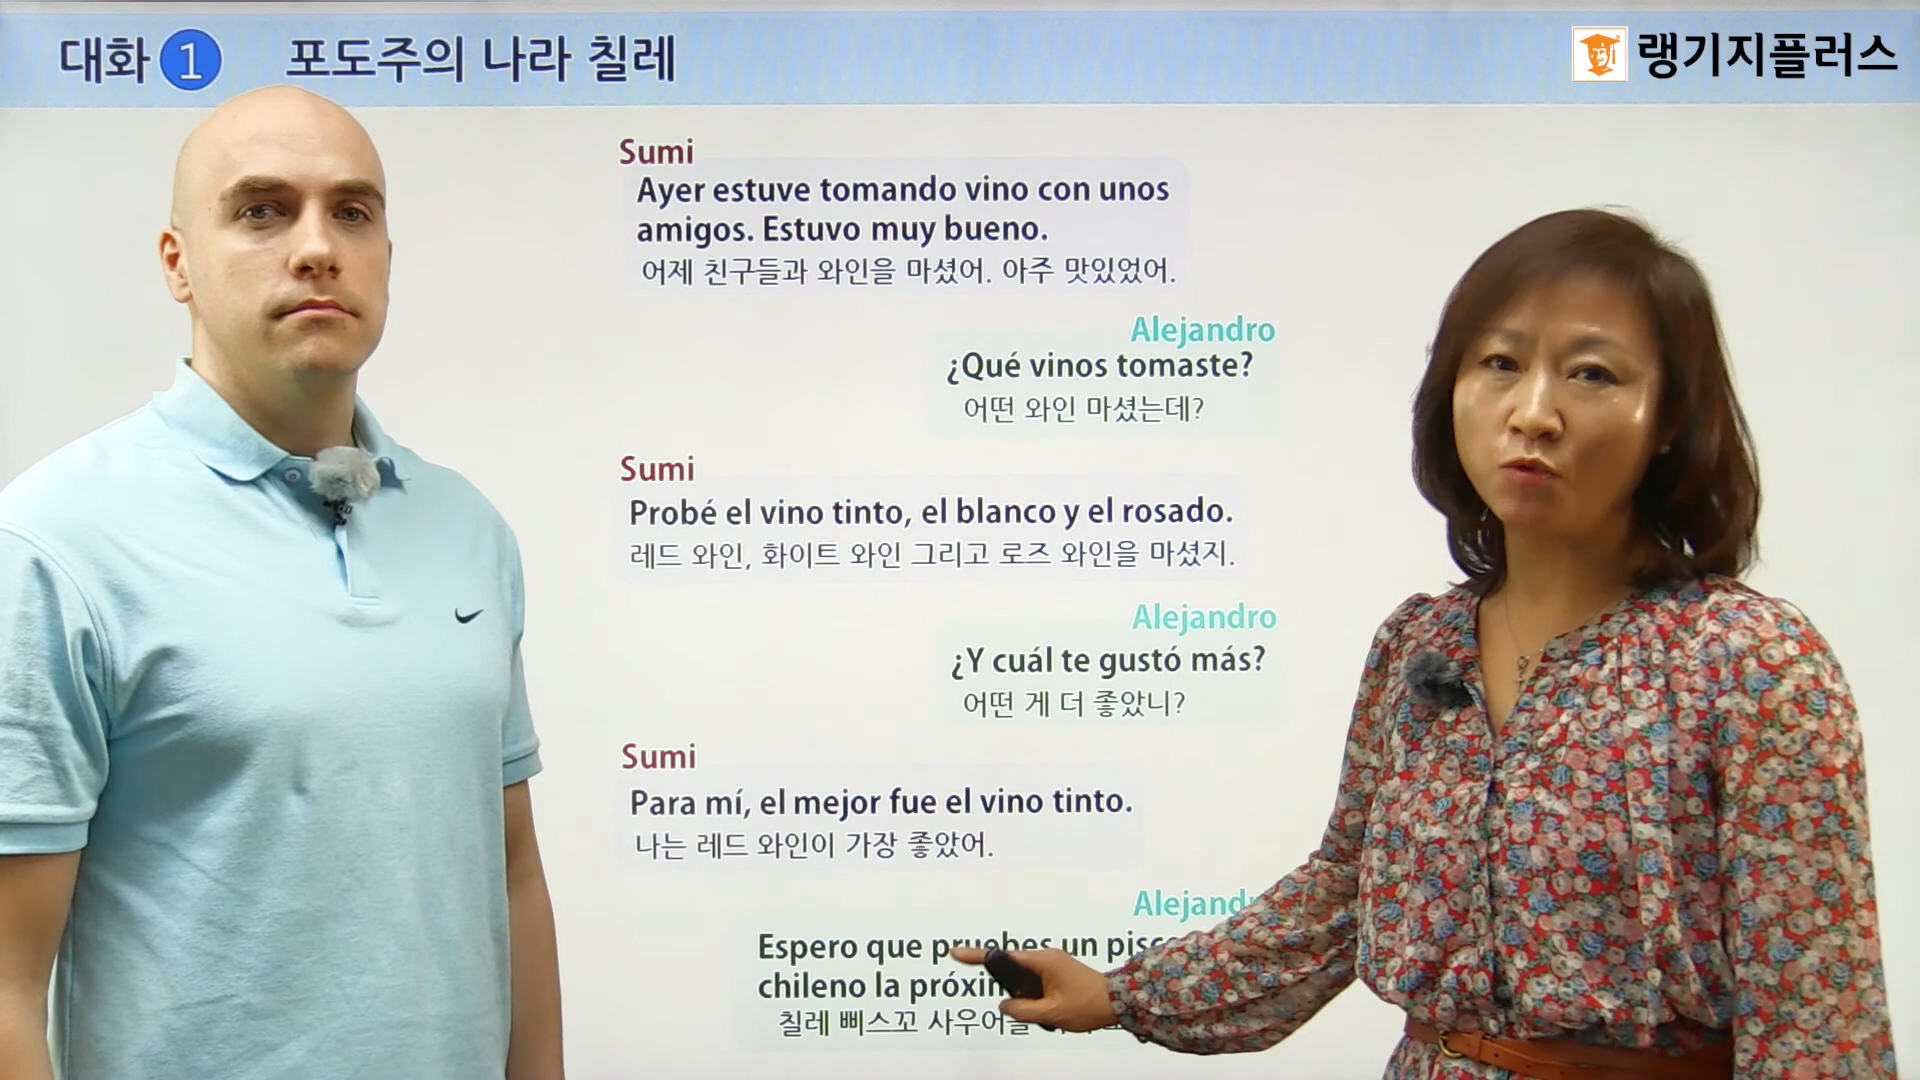 대화 1 포도주의 나라 칠레
랭기지플러스
Sumi
Ayer estuve tomando vino con unos
amigos. Estuvo muy bueno.
어제 친구들과 와인을 마셨어. 아주 맛있었어.
Alejandro
¿Qué vinos tomaste?
어떤 와인 마셨는데?
Sumi
Probé el vino tinto, el blanco y el rosado.
레드 와인, 화이트 와인 그리고 로즈 와인을 마셨지.
Alejandro
¿Y cuál te gustó más?
어떤 게 더 좋았니?
Sumi
Para mí, el mejor fue el vino tinto.
나는 레드 와인이 가장 좋았어.
Espero que pruebes un
chileno la
칠레 삐스꼬 사우어를